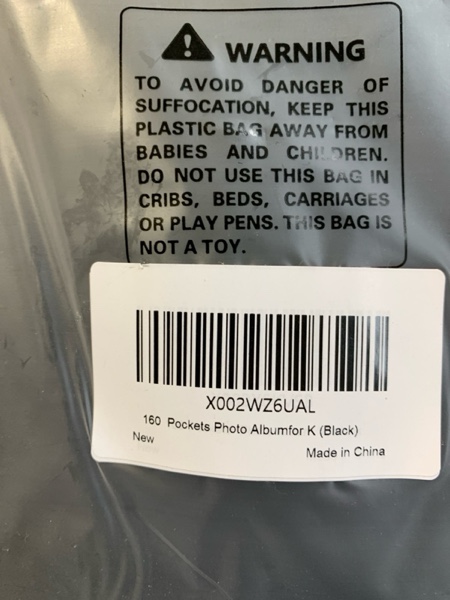 WARNING
TO AVOID DANGER OF
SUFFOCATION, KEEP THIS
PLASTIC BAG AWAY FROM
BABIES AND CHILDREN.
DO NOT USE THIS BAG IN
CRIBS, BEDS, CARRIAGES
OR PLAY PENS. THIS BAG IS
NOT A TOY.
X002WZ6UAL
160 Pockets Photo Albumfor K (Black)
New
Made in China